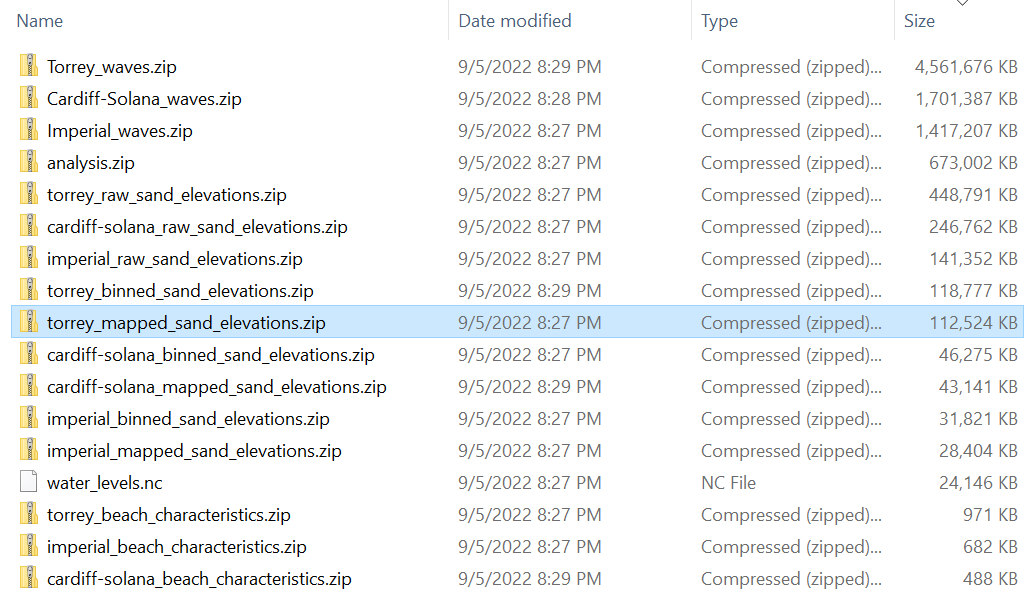 Name Date modified Type Size
Torrey_waves.zip 9/5/2022 8:29 PM Compressed (zipped)... 4,561,676 KB
Cardiff-Solana_waves.zip 9/5/2022 8:28 PM Compressed (zipped)... 1,701,387 KB
Imperial_waves.zip 9/5/2022 8:27 PM Compressed (zipped)... 1,417,207 KB
analysis.zip 9/5/2022 8:27 PM Compressed (zipped)... 673,002 KB
torrey_raw_sand_elevations.zip 9/5/2022 8:27 PM Compressed (zipped)... 448,791 KB
cardiff-solana_raw_sand_elevations.zip 9/5/2022 8:27 PM Compressed (zipped)... 246,762 KB
imperial_raw_sand_elevations.zip 9/5/2022 8:27 PM Compressed (zipped)... 141,352 KB
torrey_binned_sand_elevations.zip 9/5/2022 8:29 PM Compressed (zipped)... 118,777 KB
torrey_mapped_sand_elevations.zip 9/5/2022 8:27 PM Compressed (zipped)... 112,524 KB
cardiff-solana_binned_sand_elevations.zip 9/5/2022 8:27 PM Compressed (zipped)... 46,275 KB
cardiff-solana_mapped_sand_elevations.zip 9/5/2022 8:29 PM Compressed (zipped)... 43,141 KB
imperial_binned_sand_elevations.zip 9/5/2022 8:27 PM Compressed (zipped)... 31,821 KB
imperial_mapped_sand_elevations.zip 9/5/2022 8:27 PM Compressed (zipped)... 28,404 KB
water_levels.nc 9/5/2022 8:27 PM NC File 24,146 KB
torrey_beach_characteristics.zip 9/5/2022 8:27 PM Compressed (zipped)... 971 KB
imperial_beach_characteristics.zip 9/5/2022 8:27 PM Compressed (zipped)... 682 KB
cardiff-solana_beach_characteristics.zip 9/5/2022 8:29 PM Compressed (zipped)... 488 KB